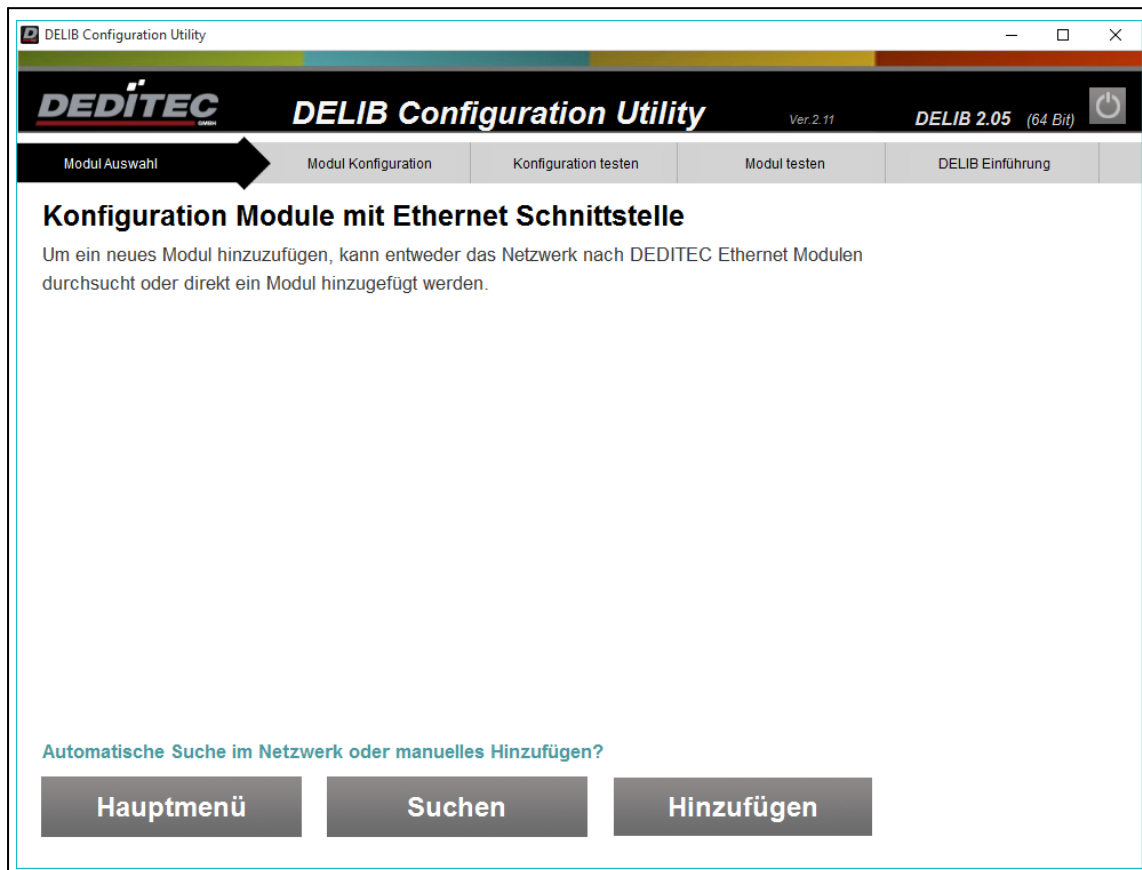 DELIB Configuration Utility
DEDITEC
GMBH
DELIB Configuration Utility
Ver.2.11
DELIB 2.05 (64 Bit)
Modul Auswahl
Modul Konfiguration
Konfiguration testen
Modul testen
DELIB Einführung
Konfiguration Module mit Ethernet Schnittstelle
Um ein neues Modul hinzuzufügen, kann entweder das Netzwerk nach DEDITEC Ethernet Modulen
durchsucht oder direkt ein Modul hinzugefügt werden.
Automatische Suche im Netzwerk oder manuelles Hinzufügen?
Hauptmenü
Suchen
Hinzufügen